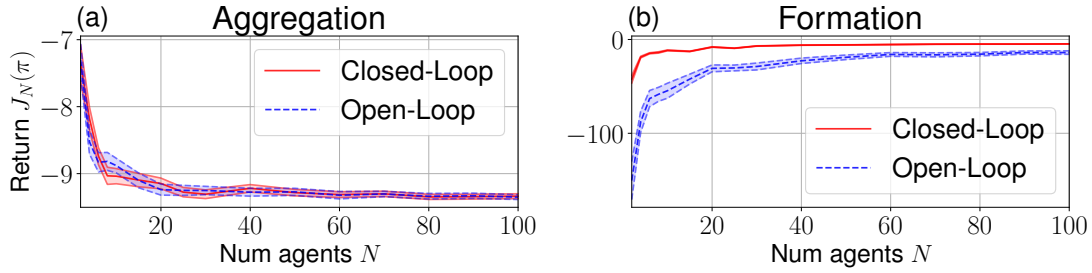 (a) Aggregation
Return $J_N(\pi)$
−7
−8
−9
Closed-Loop
Open-Loop
20 40 60 80 100
Num agents $N$
(b) Formation
0
−100
Closed-Loop
Open-Loop
20 40 60 80 100
Num agents $N$